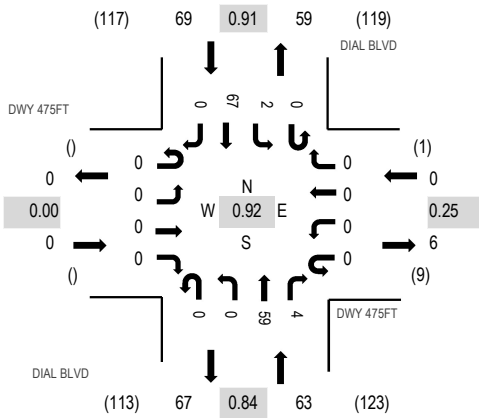 (117) 69 0.91 59 (119)
DIAL BLVD
DWY 475FT
0 67 2 0
() 0 0 (1)
0 0 0
0 N 0
0.00 W 0.92 E 0.25
0 0
0 S 6
() 0 0 (9)
0 0 59 4
DWY 475FT
DIAL BLVD
(113) 67 0.84 63 (123)